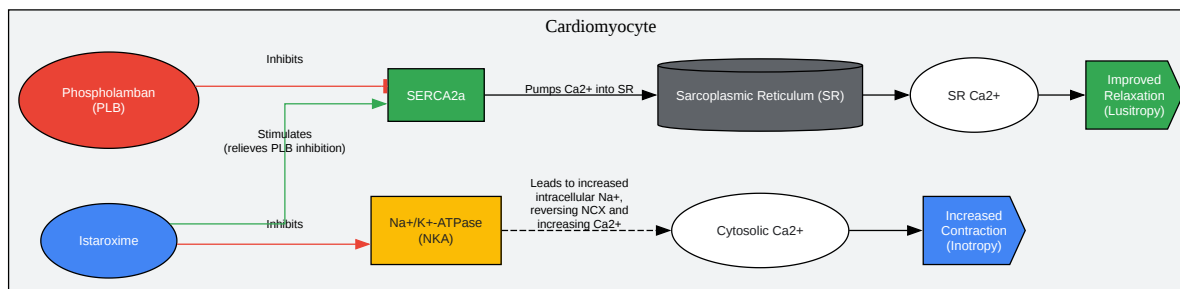 Cardiomyocyte
Inhibits
Phospholamban
(PLB)
SERCA2a
Pumps Ca2+ into SR
Sarcoplasmic Reticulum (SR)
SR Ca2+
Improved
Relaxation
(Lusitropy)
Stimulates
(relieves PLB inhibition)
Istaroxime
Inhibits
Na+/K+-ATPase
(NKA)
Leads to increased
intracellular Na+,
reversing NCX and
increasing Ca2+
Cytosolic Ca2+
Increased
Contraction
(Inotropy)